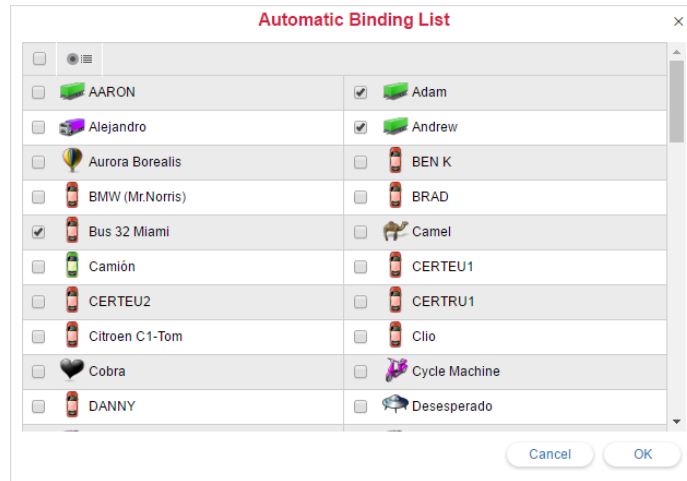 Automatic Binding List
AARON
Adam
Alejandro
Andrew
Aurora Borealis
BEN K
BMW (Mr.Norris)
BRAD
Bus 32 Miami
Camel
Camión
CERTEU1
CERTEU2
CERTRU1
Citroen C1-Tom
Clio
Cobra
Cycle Machine
DANNY
Desesperado
Cancel
OK